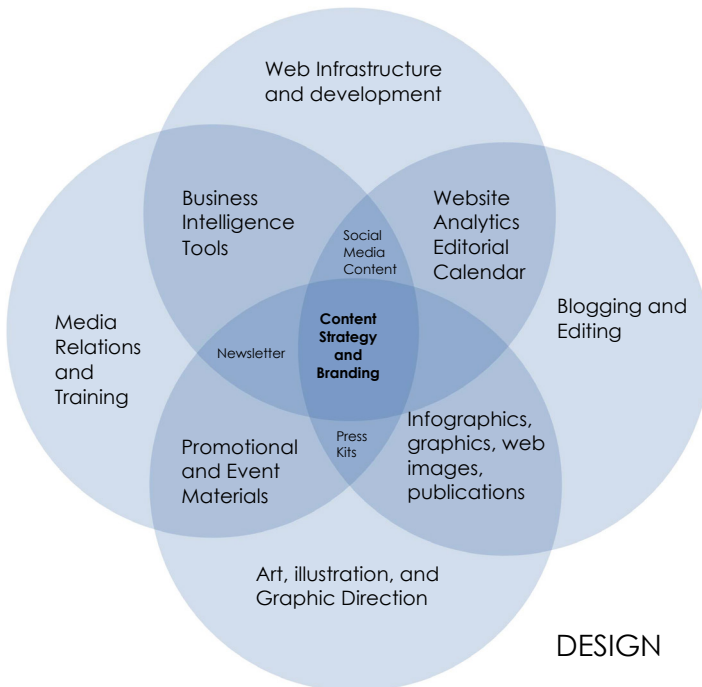 Web Infrastructure
and development
Business
Intelligence
Tools
Website
Analytics
Editorial
Calendar
Social
Media
Content
Media
Relations
and
Training
Newsletter
Content
Strategy
and
Branding
Blogging and
Editing
Promotional
and Event
Materials
Press
Kits
Infographics,
graphics, web
images,
publications
Art, illustration, and
Graphic Direction
DESIGN